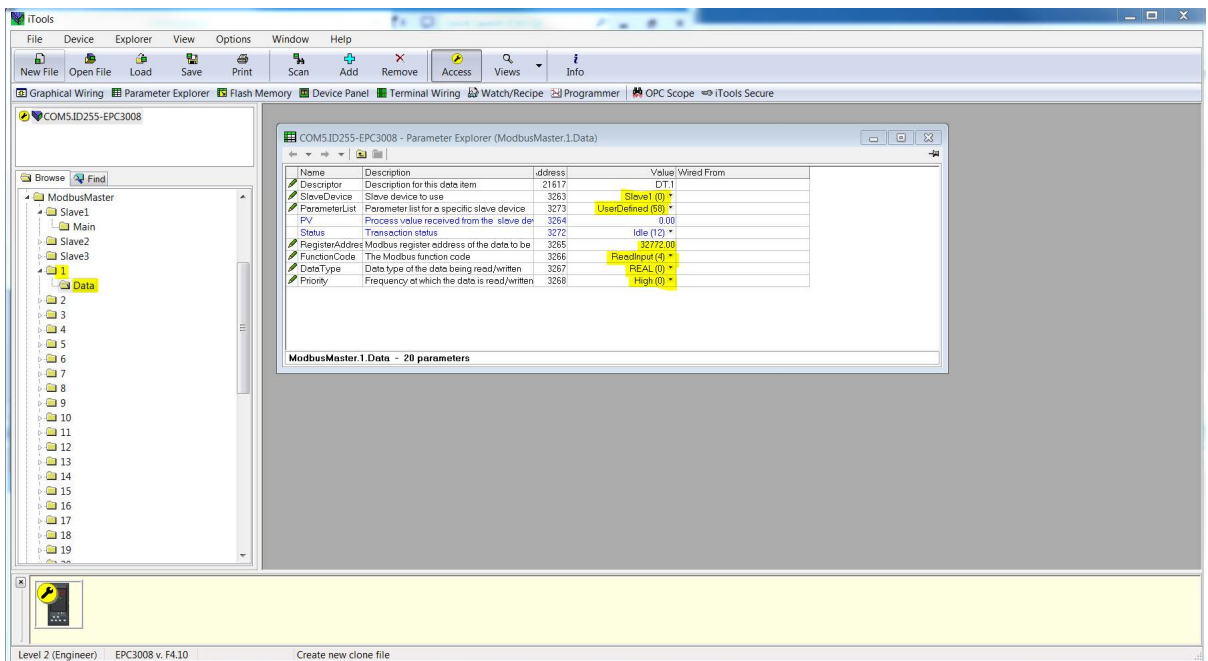 iTools
File Device Explorer View Options Window Help
New File Open File Load Save Print Scan Add Remove Access Views Info
Graphical Wiring Parameter Explorer Flash Memory Device Panel Terminal Wiring Watch/Recipe Programmer OPC Scope iTools Secure
COM5.ID255-EPC3008
Browse Find
ModbusMaster
Slave1
Main
Slave2
Slave3
1
Data
2
3
4
5
6
7
8
9
10
11
12
13
14
15
16
17
18
19
COM5.ID255-EPC3008 - Parameter Explorer (ModbusMaster.1.Data)
Name Description ddress Value Wired From
Descriptor Description for this data item 21617 DT.1
SlaveDevice Slave device to use 3263 Slave1 (0)
ParameterList Parameter list for a specific slave device 3273 UserDefined (58)
PV Process value received from the slave de 3264 0.00
Status Transaction status 3272 Idle (12)
RegisterAddres Modbus register address of the data to be 3265 32772.00
FunctionCode The Modbus function code 3266 ReadInput (4)
DataType Data type of the data being read/written 3267 REAL (0)
Priority Frequency at which the data is read/written 3268 High (0)
ModbusMaster.1.Data - 20 parameters
Level 2 (Engineer) EPC3008 v. F4.10 Create new clone file